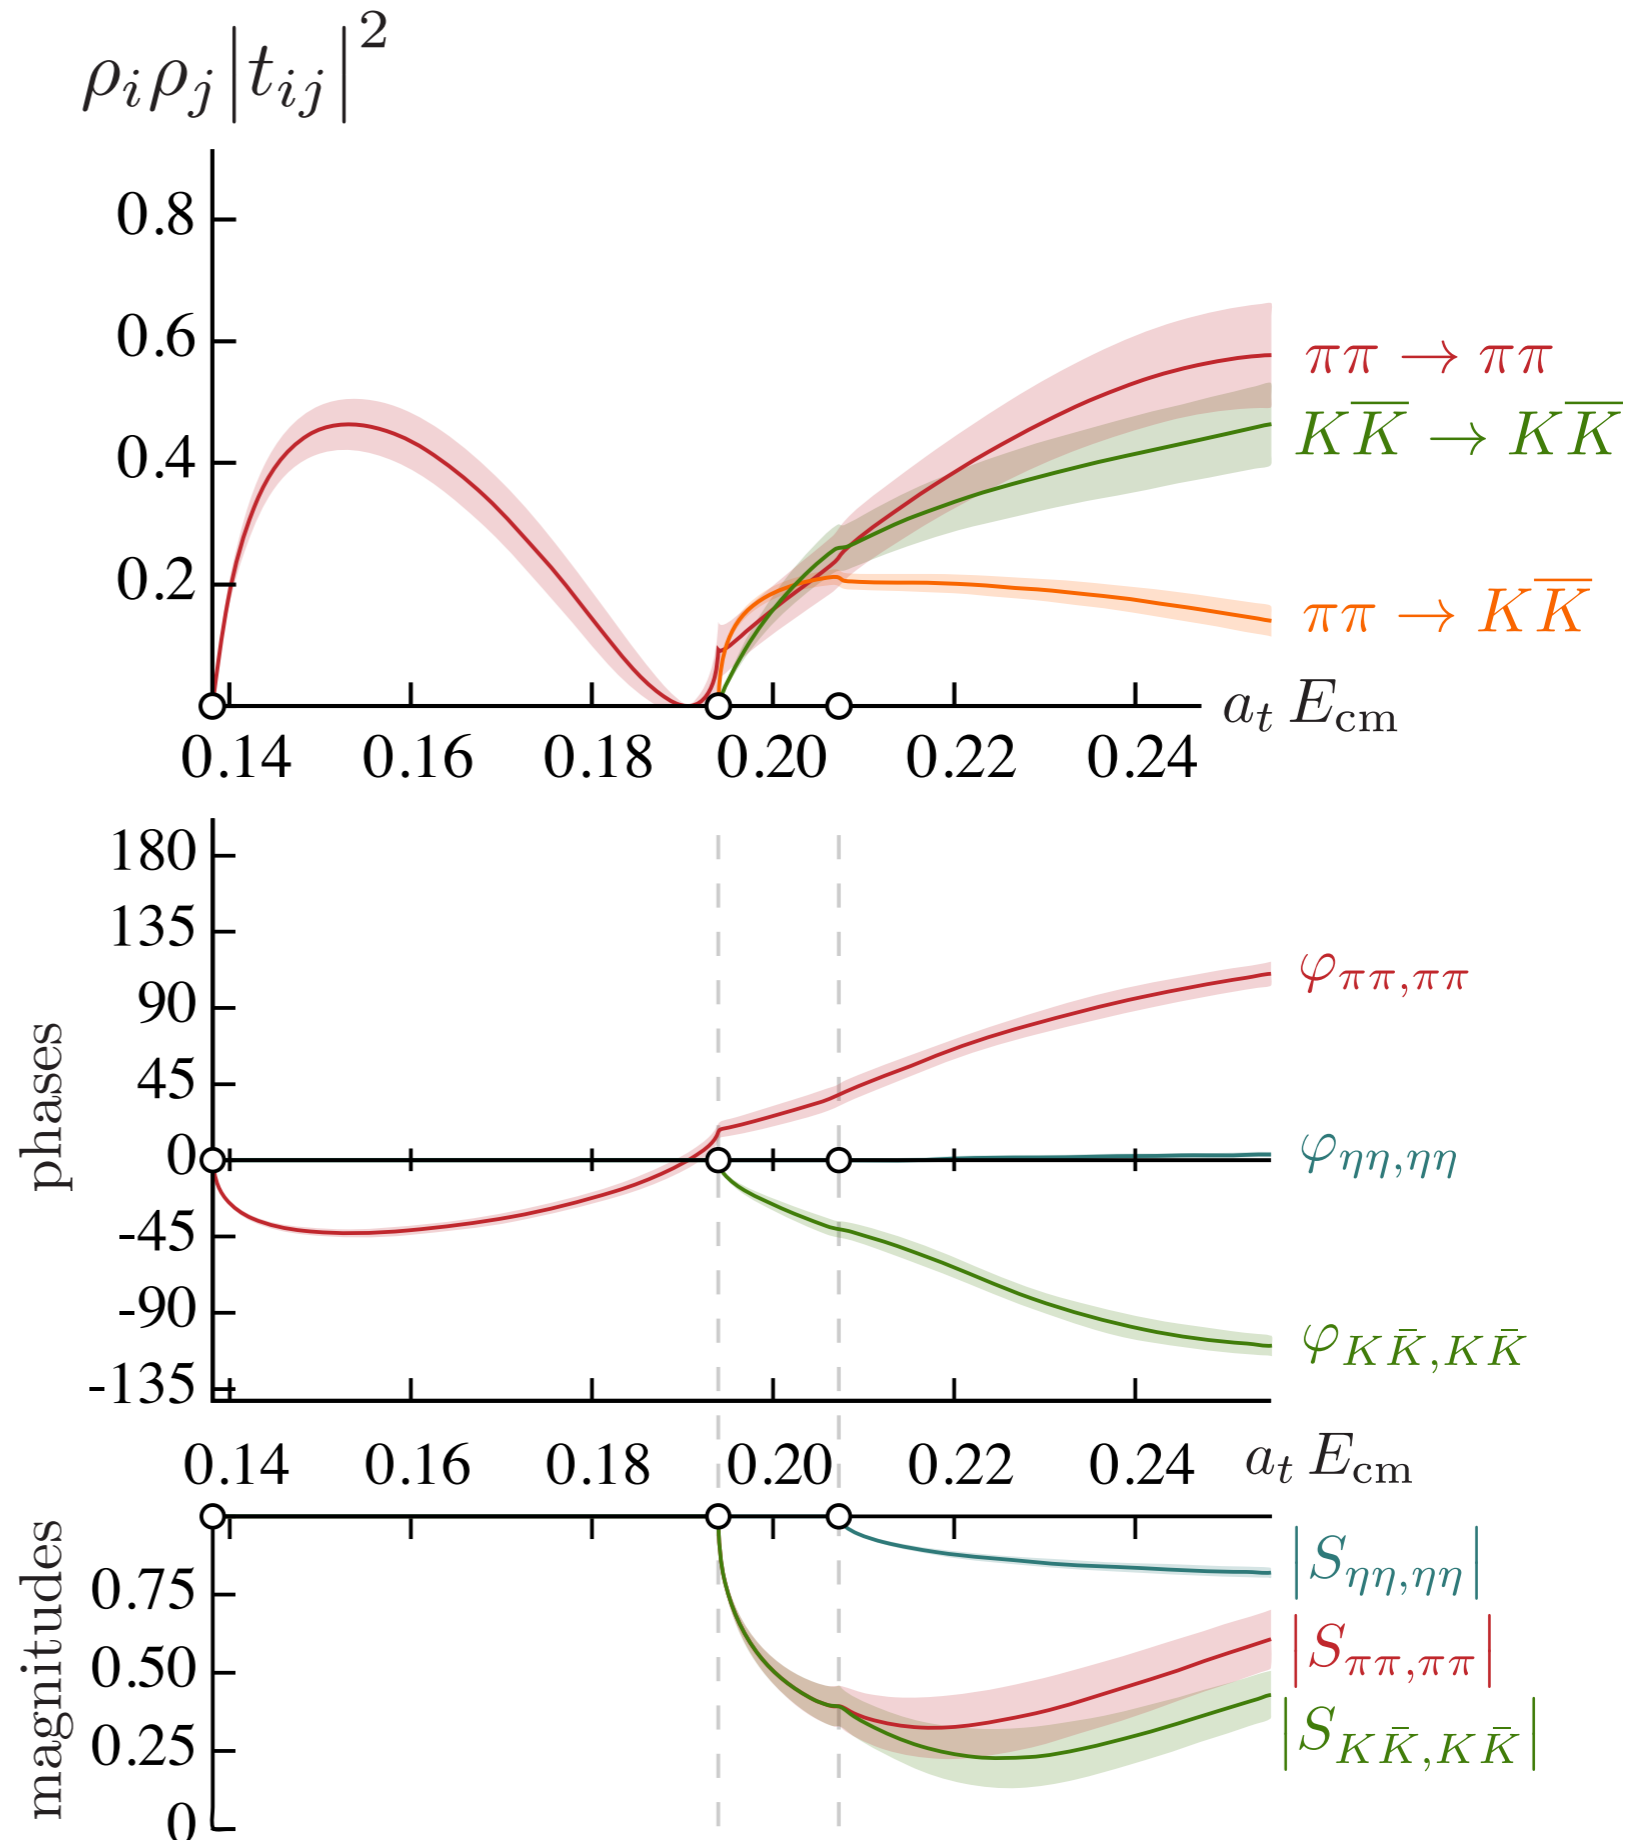 ρᵢρⱼ|tᵢⱼ|²
0.8
0.6
0.4
0.2
ππ → ππ
KK̅ → KK̅
ππ → KK̅
0.14 0.16 0.18 0.20 0.22 0.24 a_t E_cm
phases
180
135
90
45
0
-45
-90
-135
φ_ππ,ππ
φ_ηη,ηη
φ_KK̄,KK̄
0.14 0.16 0.18 0.20 0.22 0.24 a_t E_cm
magnitudes
0.75
0.50
0.25
0
|S_ηη,ηη|
|S_ππ,ππ|
|S_KK̄,KK̄|